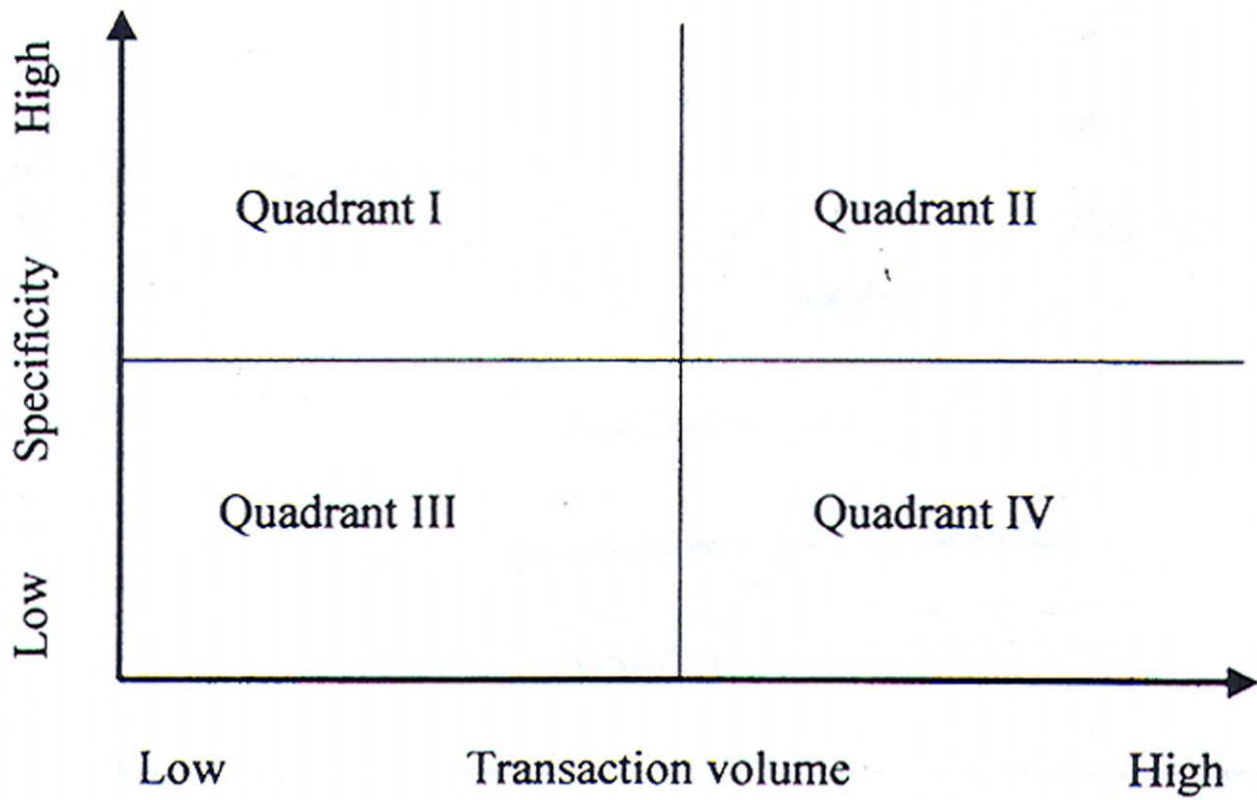 High
Specificity
Low
Quadrant I
Quadrant II
Quadrant III
Quadrant IV
Low
Transaction volume
High